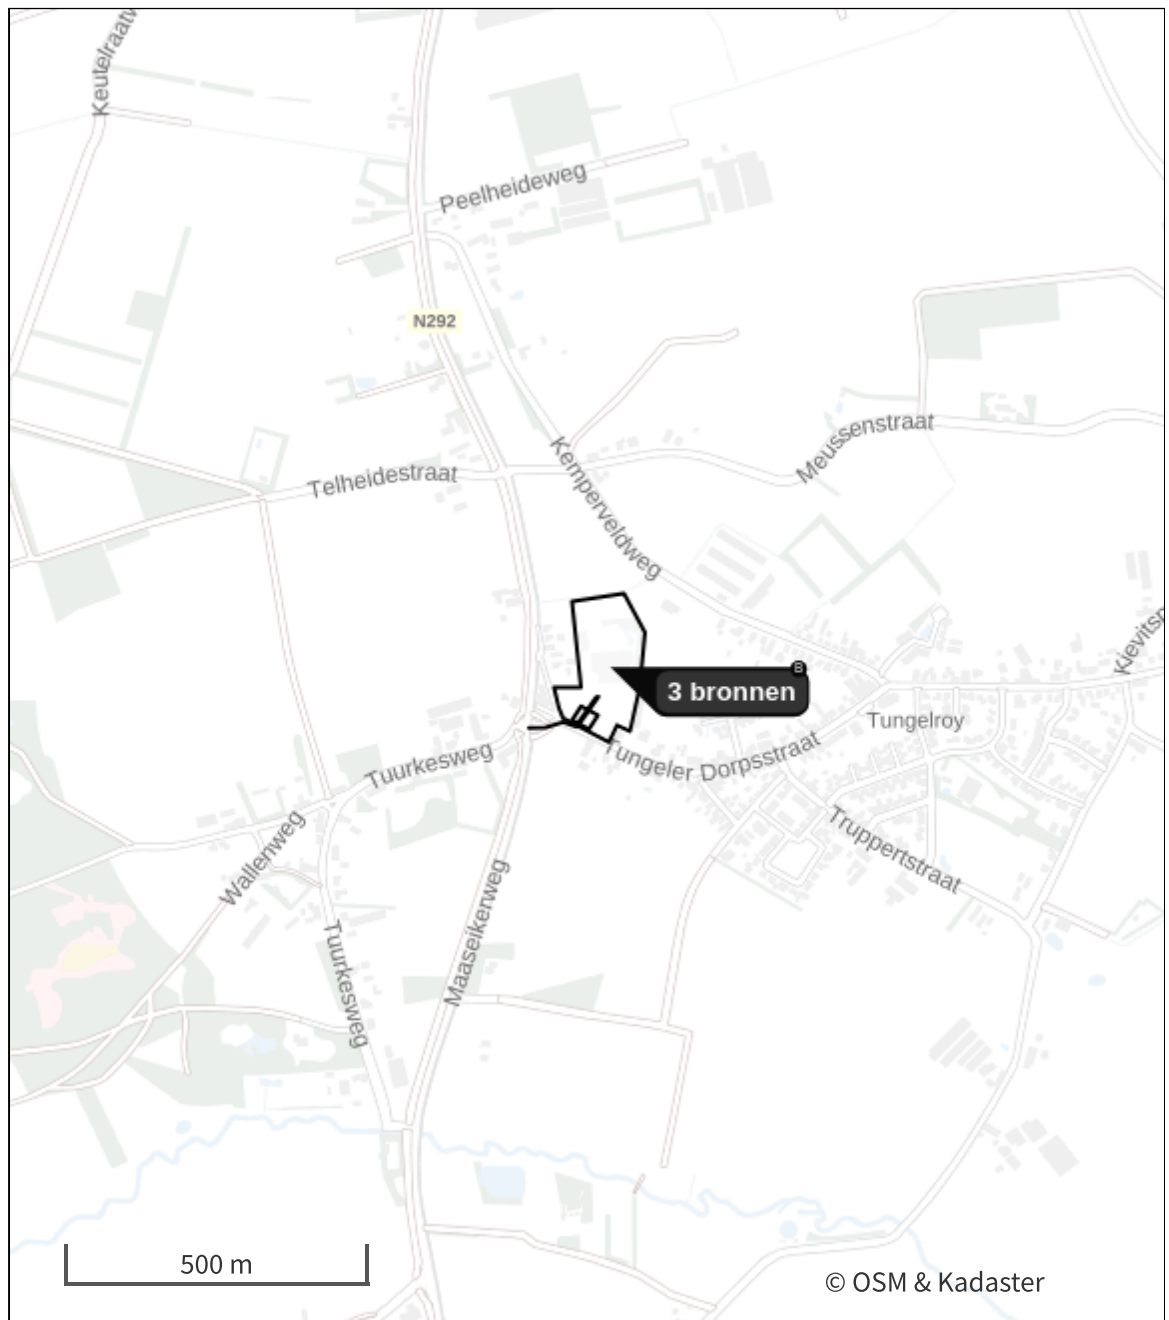 Keutelraatw
Peelheideweg
N292
Meussenstraat
Kemperveldweg
Telheidestraat
Kievitsp
B
3 bronnen
Tungelroy
Tungeler Dorpsstraat
Tuurkesweg
Wallenweg
Truppertstraat
Maaseikerweg
Tuurkesweg
500 m
© OSM & Kadaster